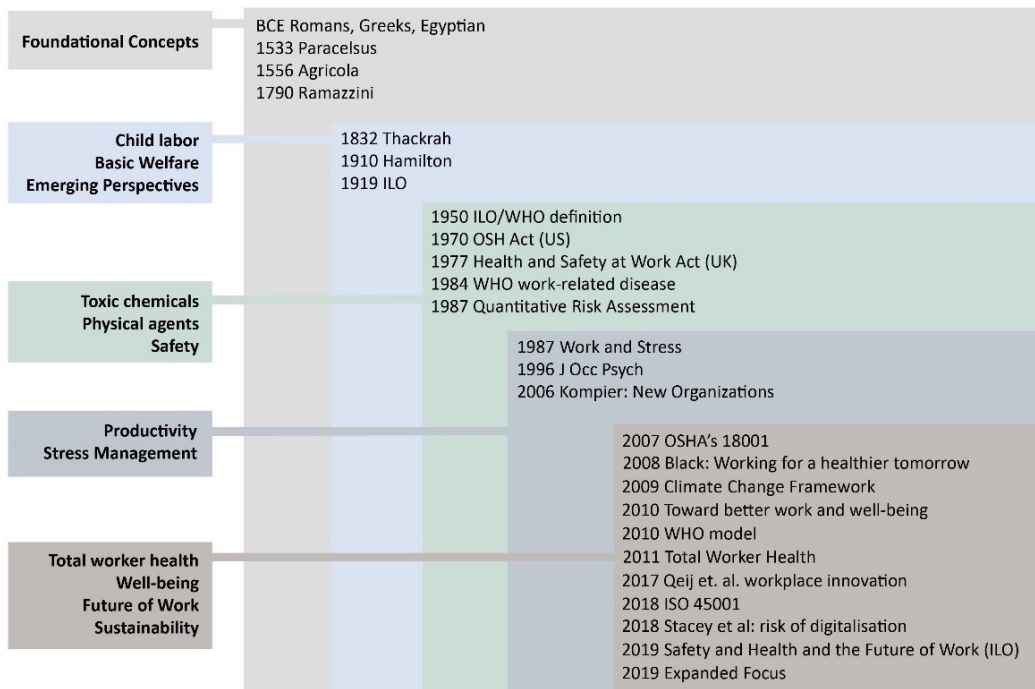 Foundational Concepts
BCE Romans, Greeks, Egyptian
1533 Paracelsus
1556 Agricola
1790 Ramazzini
Child labor
Basic Welfare
Emerging Perspectives
1832 Thackrah
1910 Hamilton
1919 ILO
Toxic chemicals
Physical agents
Safety
1950 ILO/WHO definition
1970 OSH Act (US)
1977 Health and Safety at Work Act (UK)
1984 WHO work-related disease
1987 Quantitative Risk Assessment
Productivity
Stress Management
1987 Work and Stress
1996 J Occ Psych
2006 Kompier: New Organizations
Total worker health
Well-being
Future of Work
Sustainability
2007 OSHA’s 18001
2008 Black: Working for a healthier tomorrow
2009 Climate Change Framework
2010 Toward better work and well-being
2010 WHO model
2011 Total Worker Health
2017 Qeij et. al. workplace innovation
2018 ISO 45001
2018 Stacey et al: risk of digitalisation
2019 Safety and Health and the Future of Work (ILO)
2019 Expanded Focus